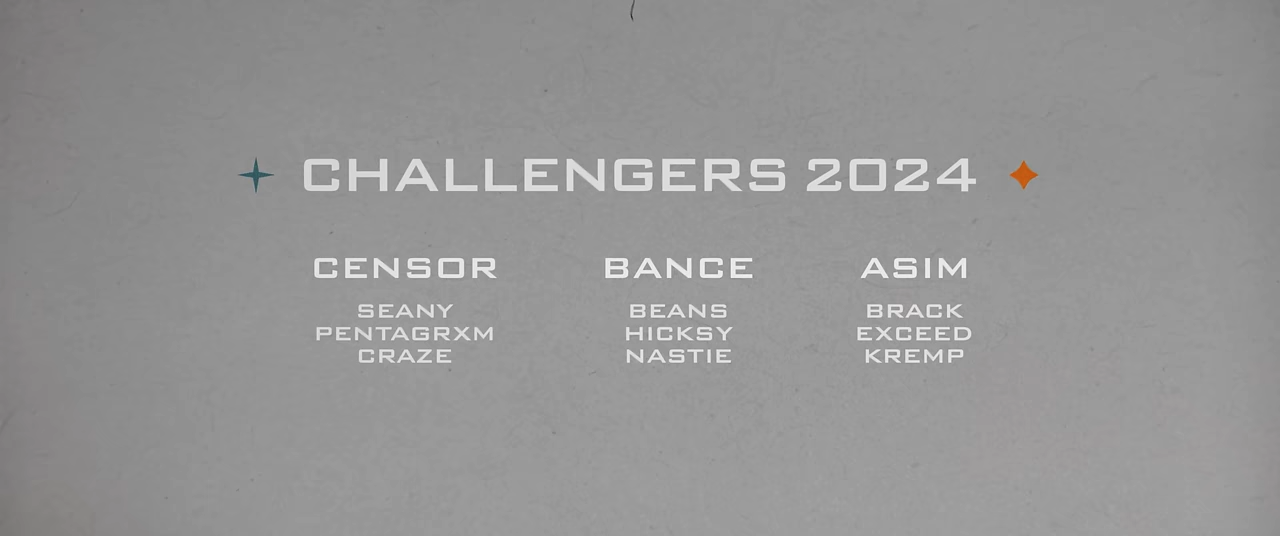 CHALLENGERS 2024
CENSOR
SEANY
PENTAGRXM
CRAZE
BANCE
BEANS
HICKSY
NASTIE
ASIM
BRACK
EXCEED
KREMP